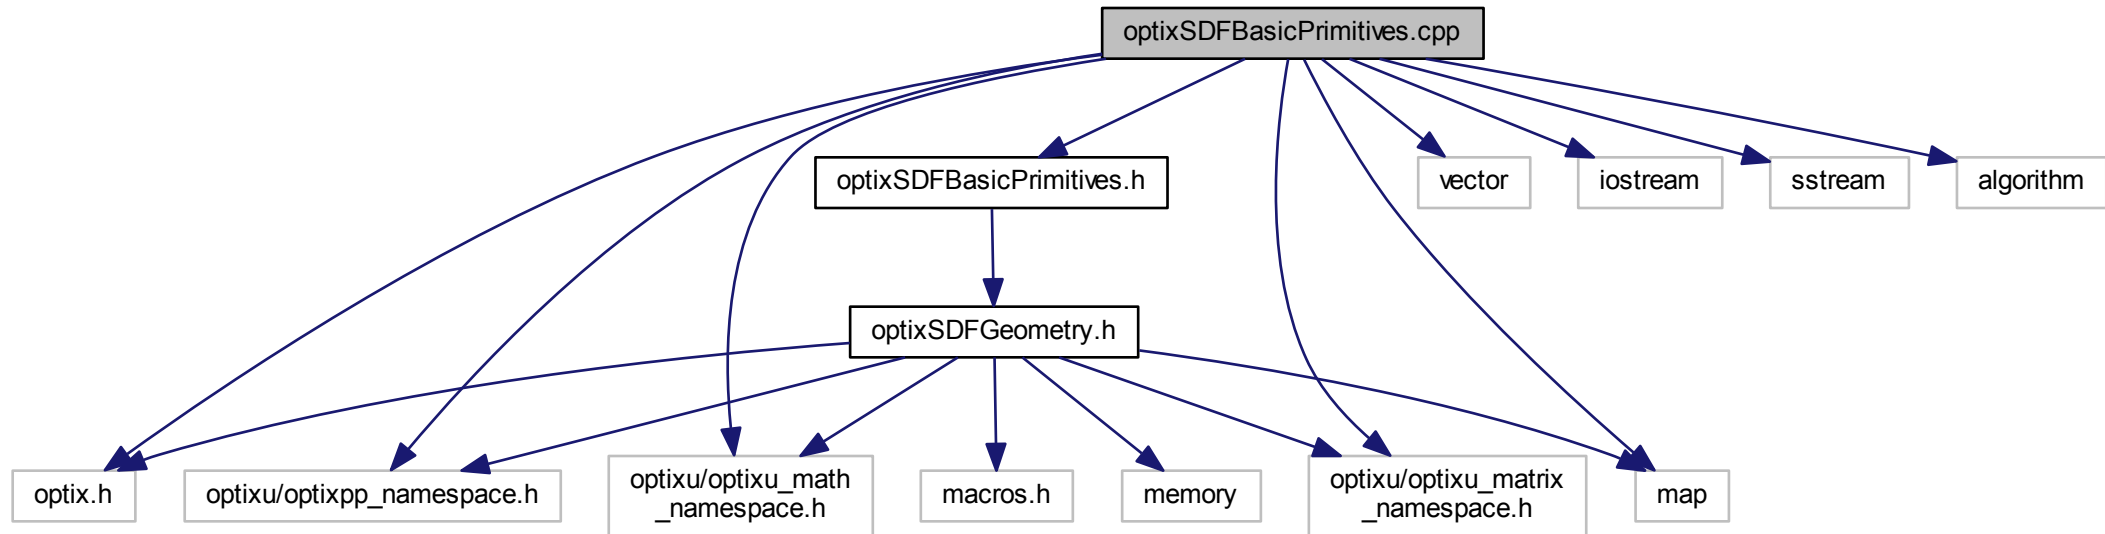 optixSDFBasicPrimitives.cpp
optixSDFBasicPrimitives.h
vector
iostream
sstream
algorithm
optixSDFGeometry.h
optix.h
optixu/optixpp_namespace.h
optixu/optixu_math
_namespace.h
macros.h
memory
optixu/optixu_matrix
_namespace.h
map